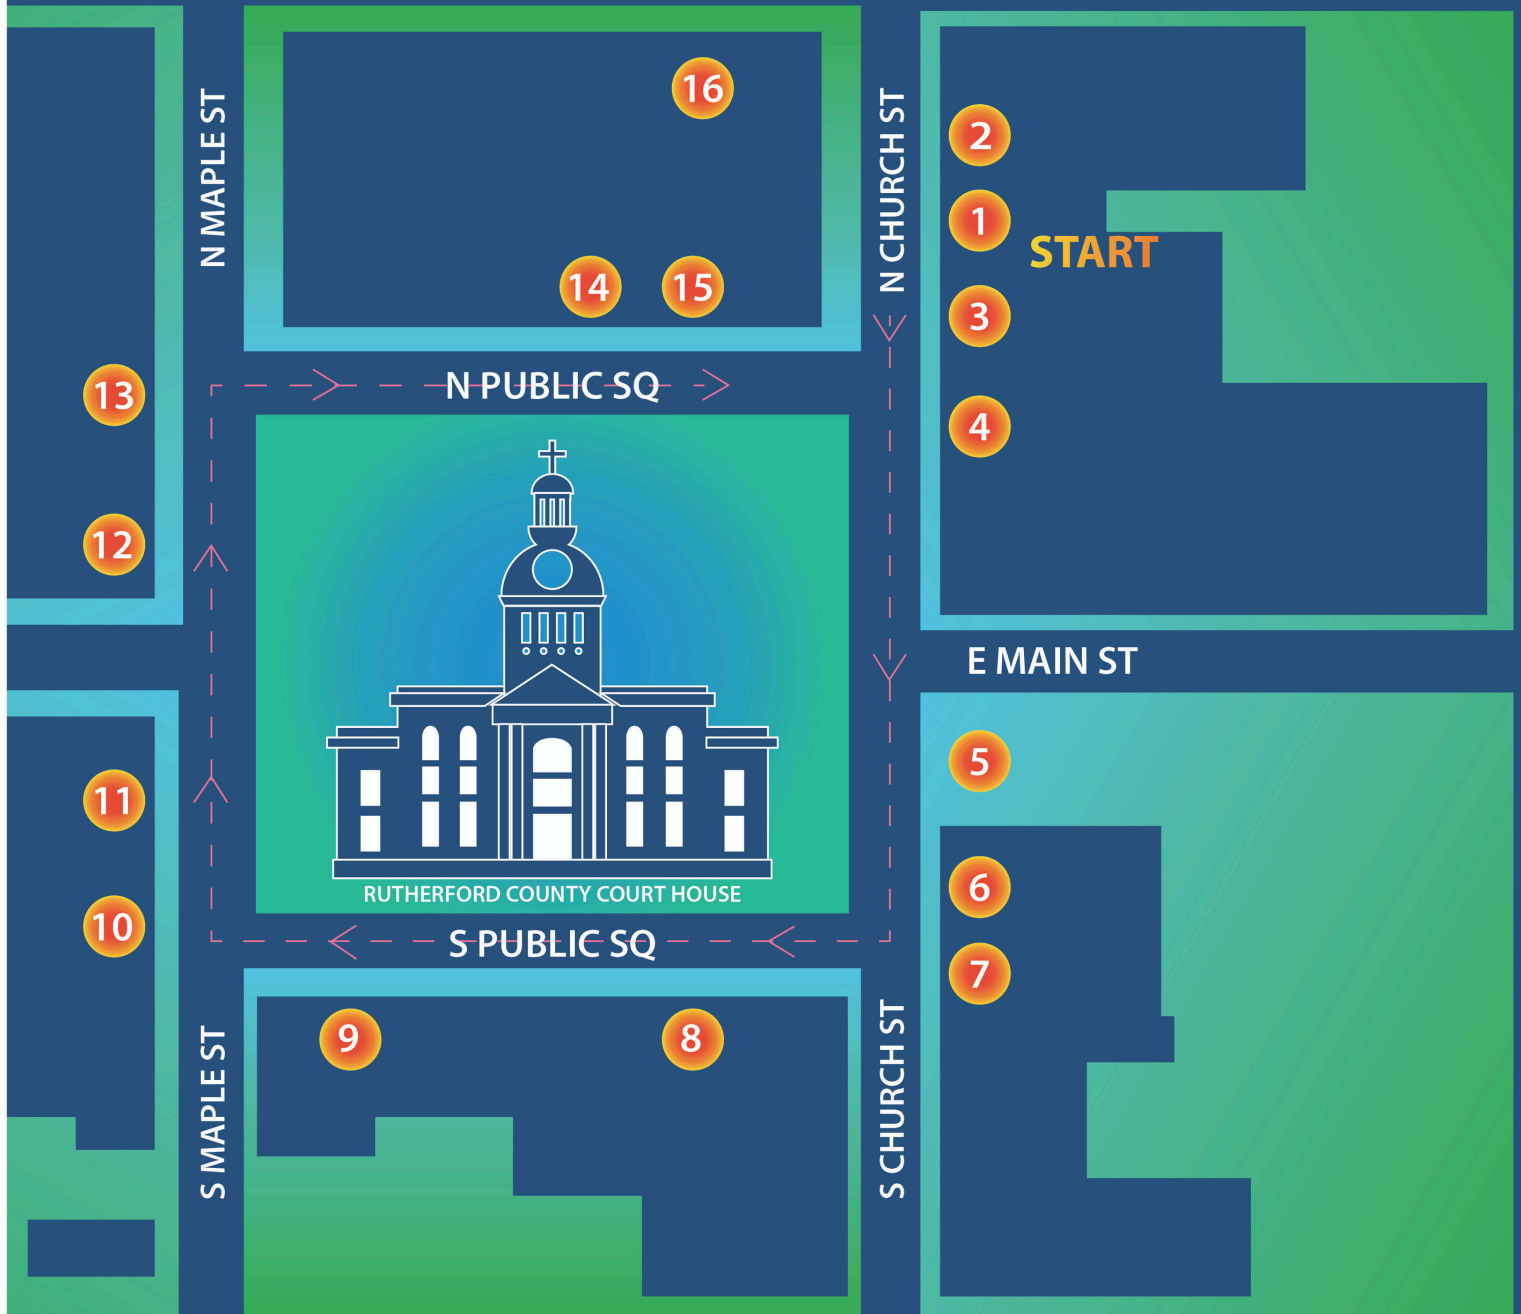 16
N MAPLE ST
N CHURCH ST
2
1
START
14
15
3
N PUBLIC SQ
13
4
12
E MAIN ST
5
11
6
RUTHERFORD COUNTY COURT HOUSE
10
S PUBLIC SQ
7
9
8
S MAPLE ST
S CHURCH ST